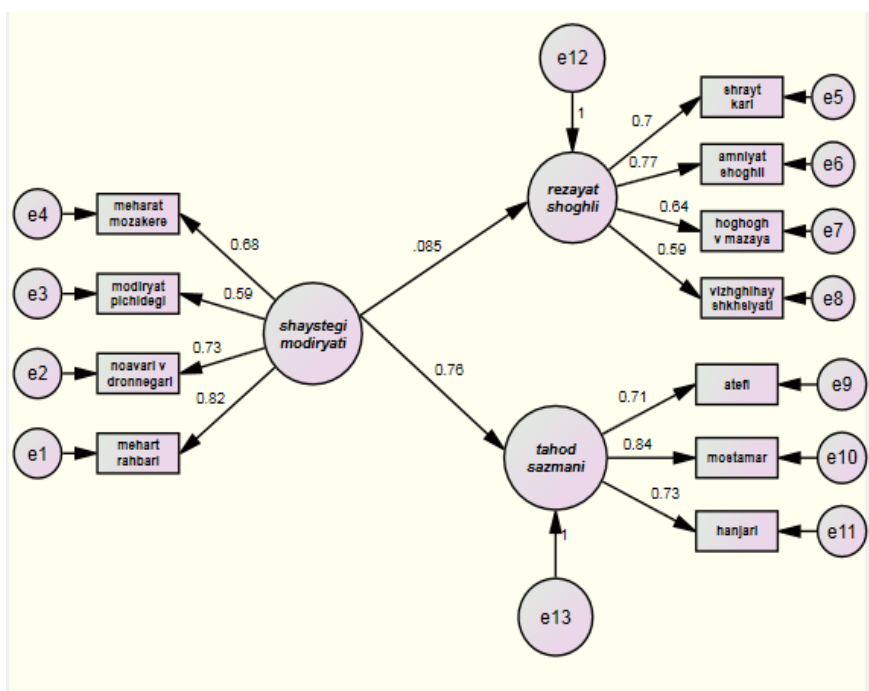 e12
1
shrayt
kari
e5
0.7
amniyat
shoghli
e6
0.77
rezayat
shoghli
meharat
mozakere
e4
hoghogh
v mazaya
e7
0.64
0.68
.085
0.59
vizhghihay
shkhsiyati
e8
modiryat
pichidegi
e3
0.59
shaystegi
modiryati
noavari v
dronnegari
e2
0.73
0.76
atefi
e9
0.82
0.71
mehart
rahbari
e1
tahod
sazmani
0.84
mostamar
e10
0.73
hanjari
e11
1
e13